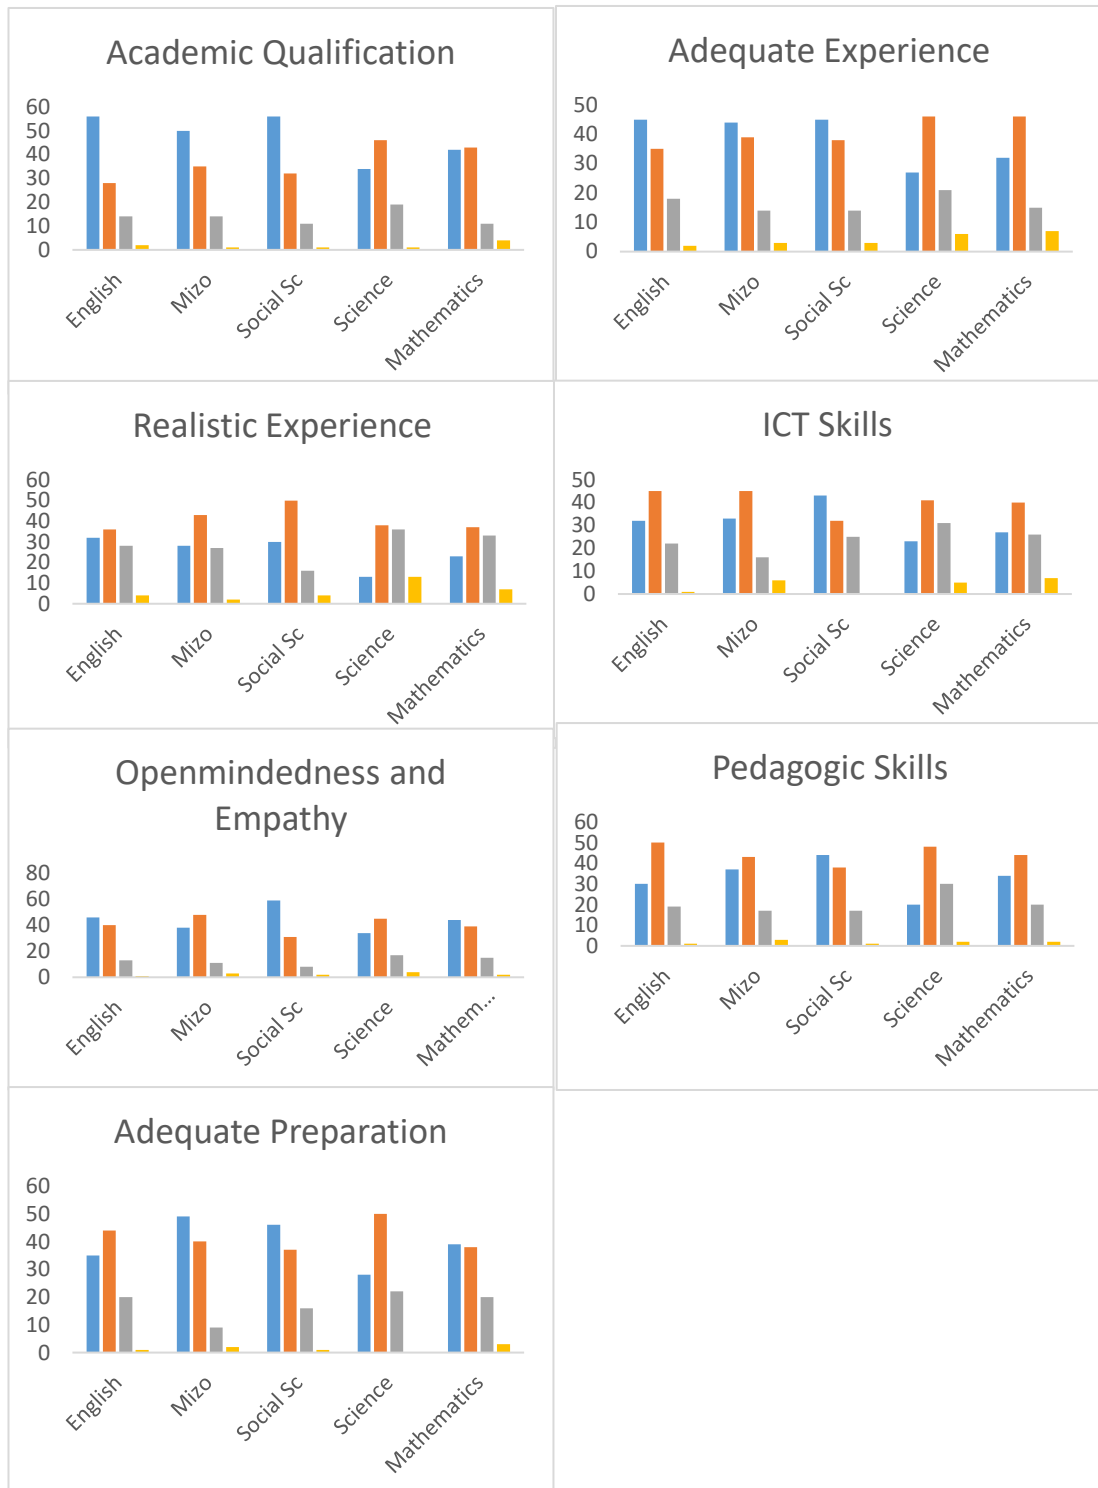 Academic Qualification
60
50
40
30
20
10
0
English
Mizo
Social Sc
Science
Mathematics
Adequate Experience
50
40
30
20
10
0
English
Mizo
Social Sc
Science
Mathematics
Realistic Experience
60
50
40
30
20
10
0
English
Mizo
Social Sc
Science
Mathematics
ICT Skills
50
40
30
20
10
0
English
Mizo
Social Sc
Science
Mathematics
Openmindedness and
Empathy
80
60
40
20
0
English
Mizo
Social Sc
Science
Mathem...
Pedagogic Skills
60
50
40
30
20
10
0
English
Mizo
Social Sc
Science
Mathematics
Adequate Preparation
60
50
40
30
20
10
0
English
Mizo
Social Sc
Science
Mathematics